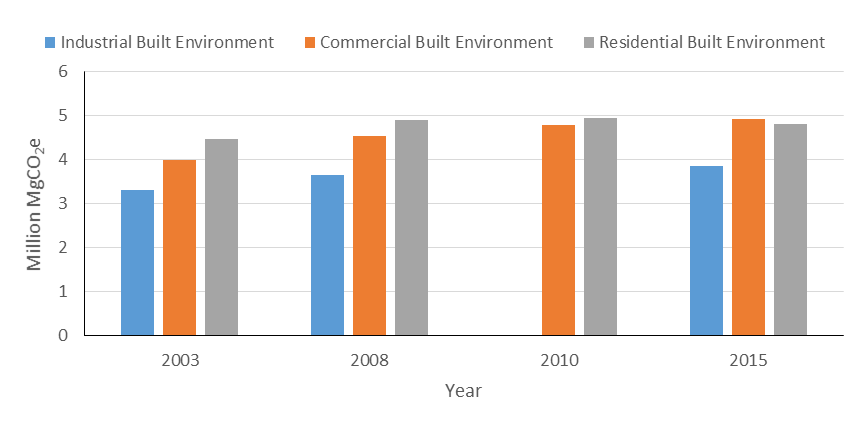 Industrial Built Environment Commercial Built Environment Residential Built Environment
6
5
4
3
2
1
0
Million MgCO₂e
2003 2008 2010 2015
Year